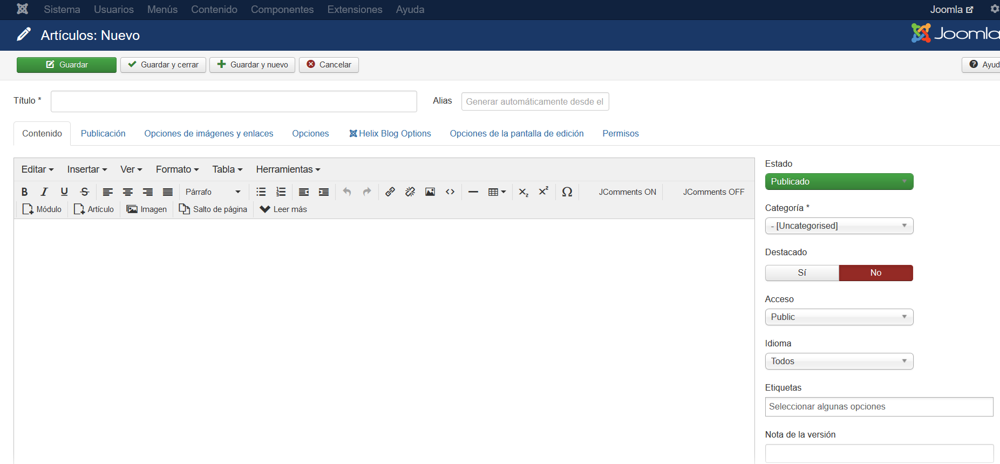 Sistema Usuarios Menús Contenido Componentes Extensiones Ayuda Joomla
Artículos: Nuevo Joomla
Guardar Guardar y cerrar Guardar y nuevo Cancelar Ayud
Título * Alias Generar automáticamente desde el
Contenido Publicación Opciones de imágenes y enlaces Opciones Helix Blog Options Opciones de la pantalla de edición Permisos
Editar Insertar Ver Formato Tabla Herramientas
B I U S Párrafo JComments ON JComments OFF
Módulo Artículo Imagen Salto de página Leer más
Estado
Publicado
Categoría *
- [Uncategorised]
Destacado
Sí No
Acceso
Public
Idioma
Todos
Etiquetas
Seleccionar algunas opciones
Nota de la versión